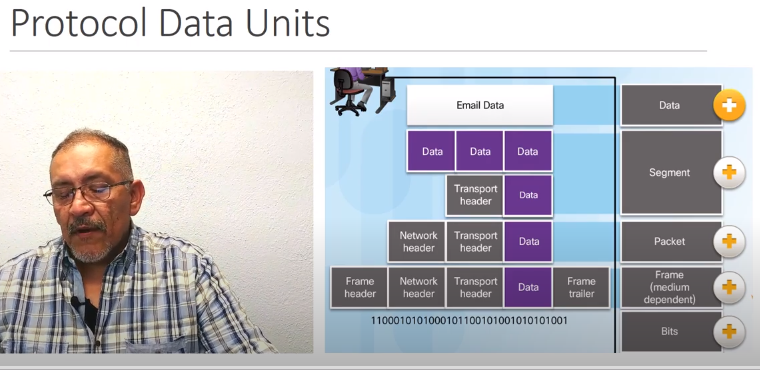 Protocol Data Units
Email Data
Data
Data Data Data
Segment
Transport header Data
Network header Transport header Data
Packet
Frame header Network header Transport header Data Frame trailer
Frame (medium dependent)
1100010101000101100101001010101001
Bits